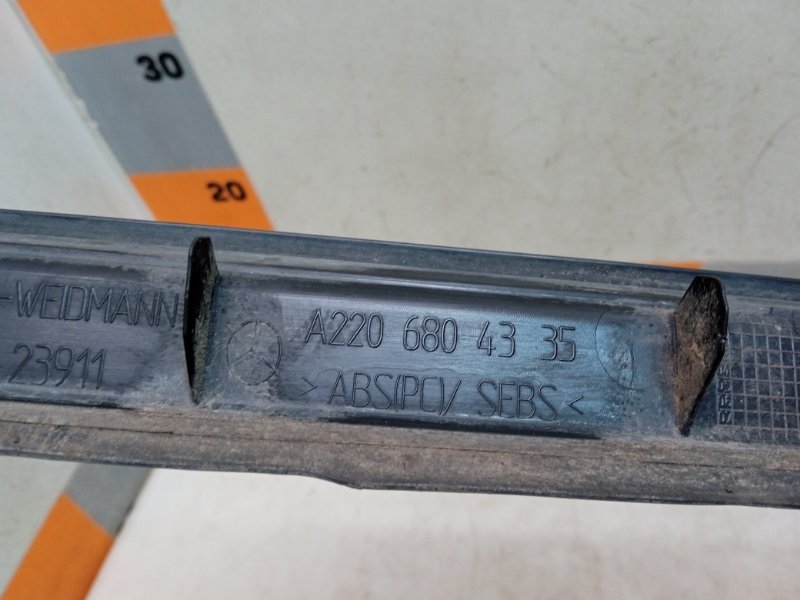 30
20
-WEIDMANN
23911
A220 680 43 35
> ABS(PC)/ SEBS <